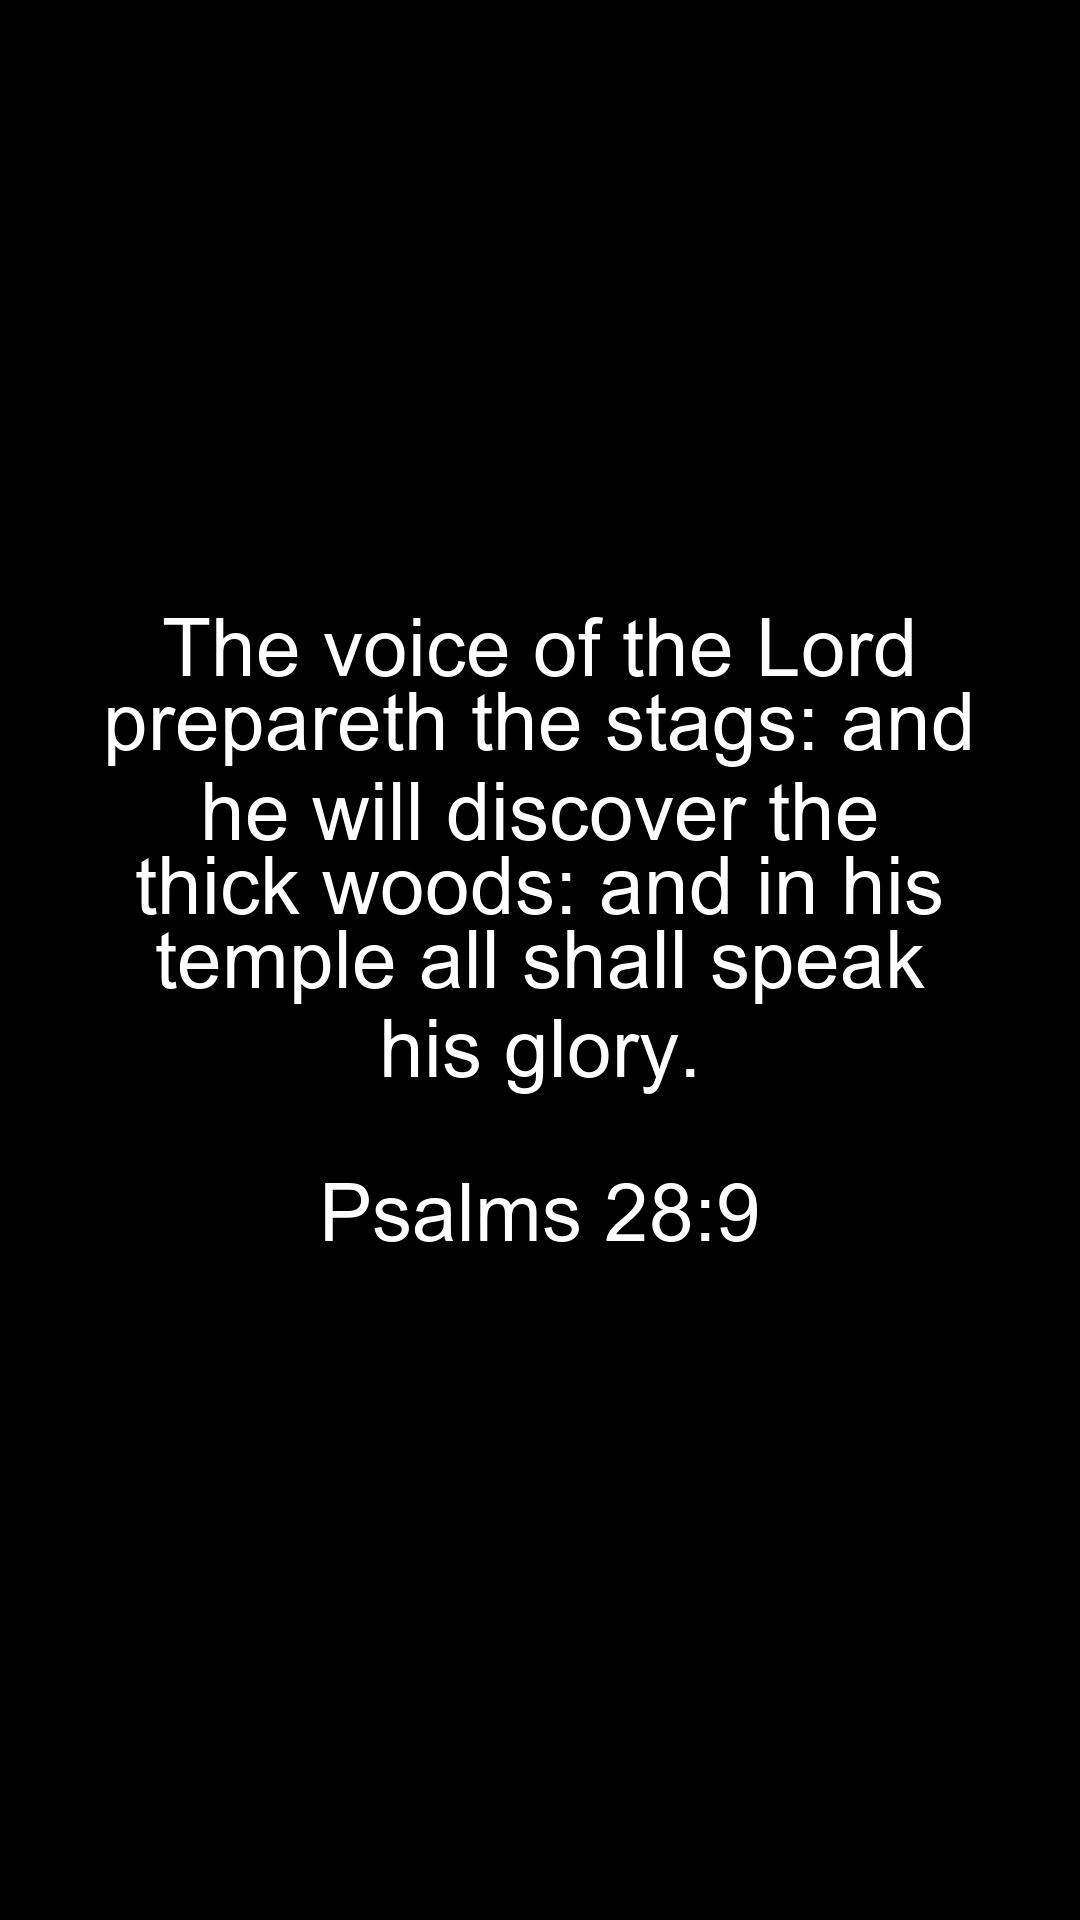 The voice of the Lord
prepareth the stags: and
he will discover the
thick woods: and in his
temple all shall speak
his glory.
Psalms 28:9